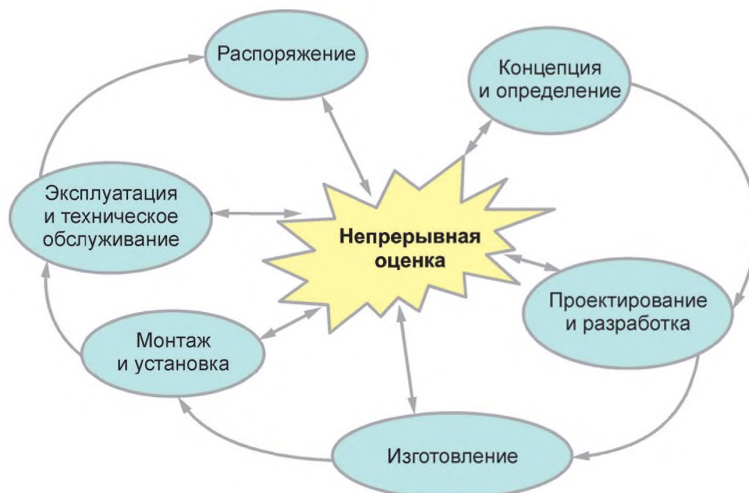 Распоряжение
Концепция
и определение
Эксплуатация
и техническое
обслуживание
Непрерывная
оценка
Проектирование
и разработка
Монтаж
и установка
Изготовление